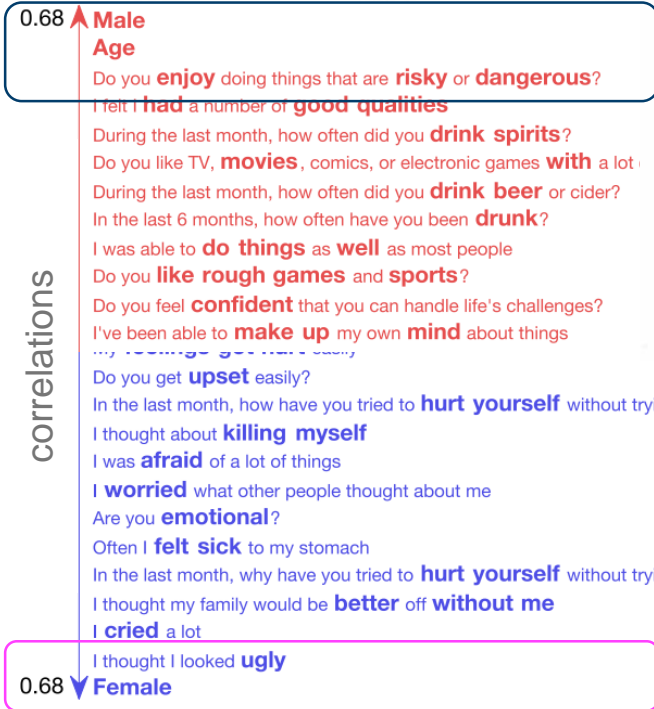 0.68 Male
Age
Do you enjoy doing things that are risky or dangerous?
I felt I had a number of good qualities
During the last month, how often did you drink spirits?
Do you like TV, movies, comics, or electronic games with a lot
During the last month, how often did you drink beer or cider?
In the last 6 months, how often have you been drunk?
I was able to do things as well as most people
Do you like rough games and sports?
Do you feel confident that you can handle life's challenges?
I've been able to make up my own mind about things
My feelings get hurt easily
Do you get upset easily?
In the last month, how have you tried to hurt yourself without
I thought about killing myself
I was afraid of a lot of things
I worried what other people thought about me
Are you emotional?
Often I felt sick to my stomach
In the last month, why have you tried to hurt yourself without
I thought my family would be better off without me
I cried a lot
I thought I looked ugly
0.68 Female
correlations